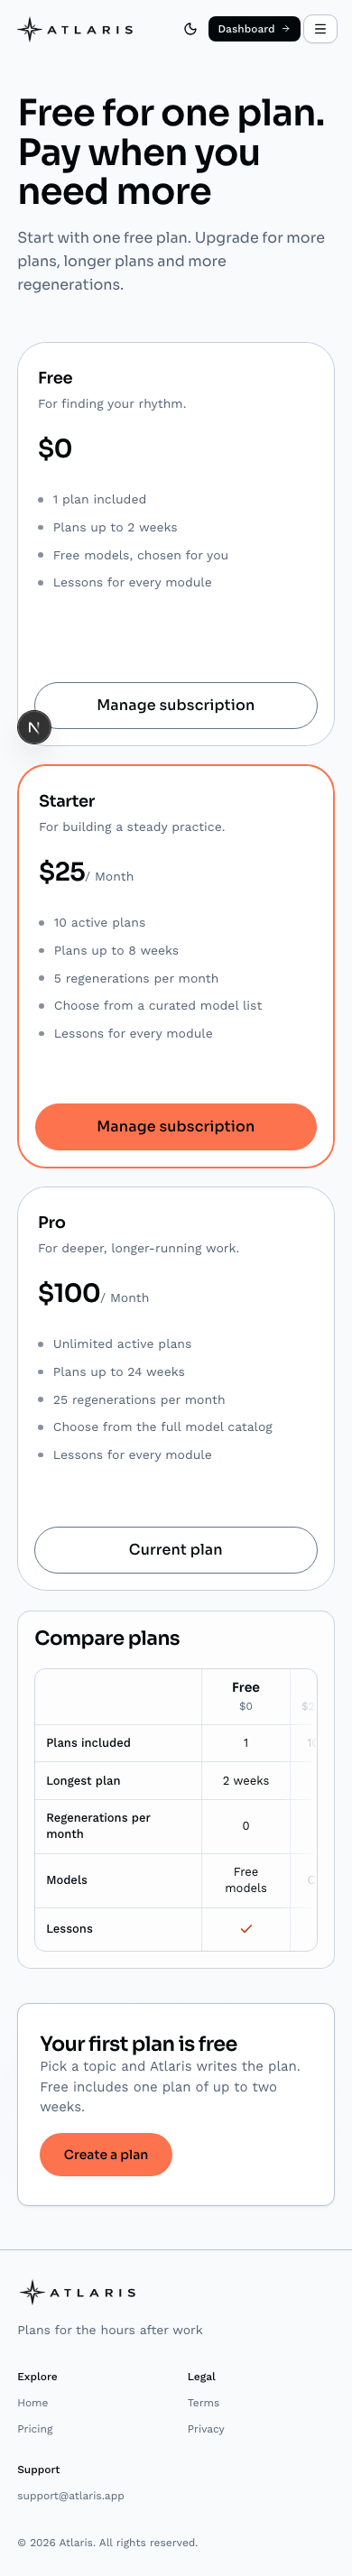 ATLARIS
Dashboard →
Free for one plan.
Pay when you
need more
Start with one free plan. Upgrade for more
plans, longer plans and more
regenerations.
Free
For finding your rhythm.
$0
1 plan included
Plans up to 2 weeks
Free models, chosen for you
Lessons for every module
Manage subscription
N
Starter
For building a steady practice.
$25/ Month
10 active plans
Plans up to 8 weeks
5 regenerations per month
Choose from a curated model list
Lessons for every module
Manage subscription
Pro
For deeper, longer-running work.
$100/ Month
Unlimited active plans
Plans up to 24 weeks
25 regenerations per month
Choose from the full model catalog
Lessons for every module
Current plan
Compare plans
Free
$0
Plans included 1
Longest plan 2 weeks
Regenerations per
month
0
Models
Free
models
Lessons ✓
Your first plan is free
Pick a topic and Atlaris writes the plan.
Free includes one plan of up to two
weeks.
Create a plan
ATLARIS
Plans for the hours after work
Explore Legal
Home Terms
Pricing Privacy
Support
support@atlaris.app
© 2026 Atlaris. All rights reserved.